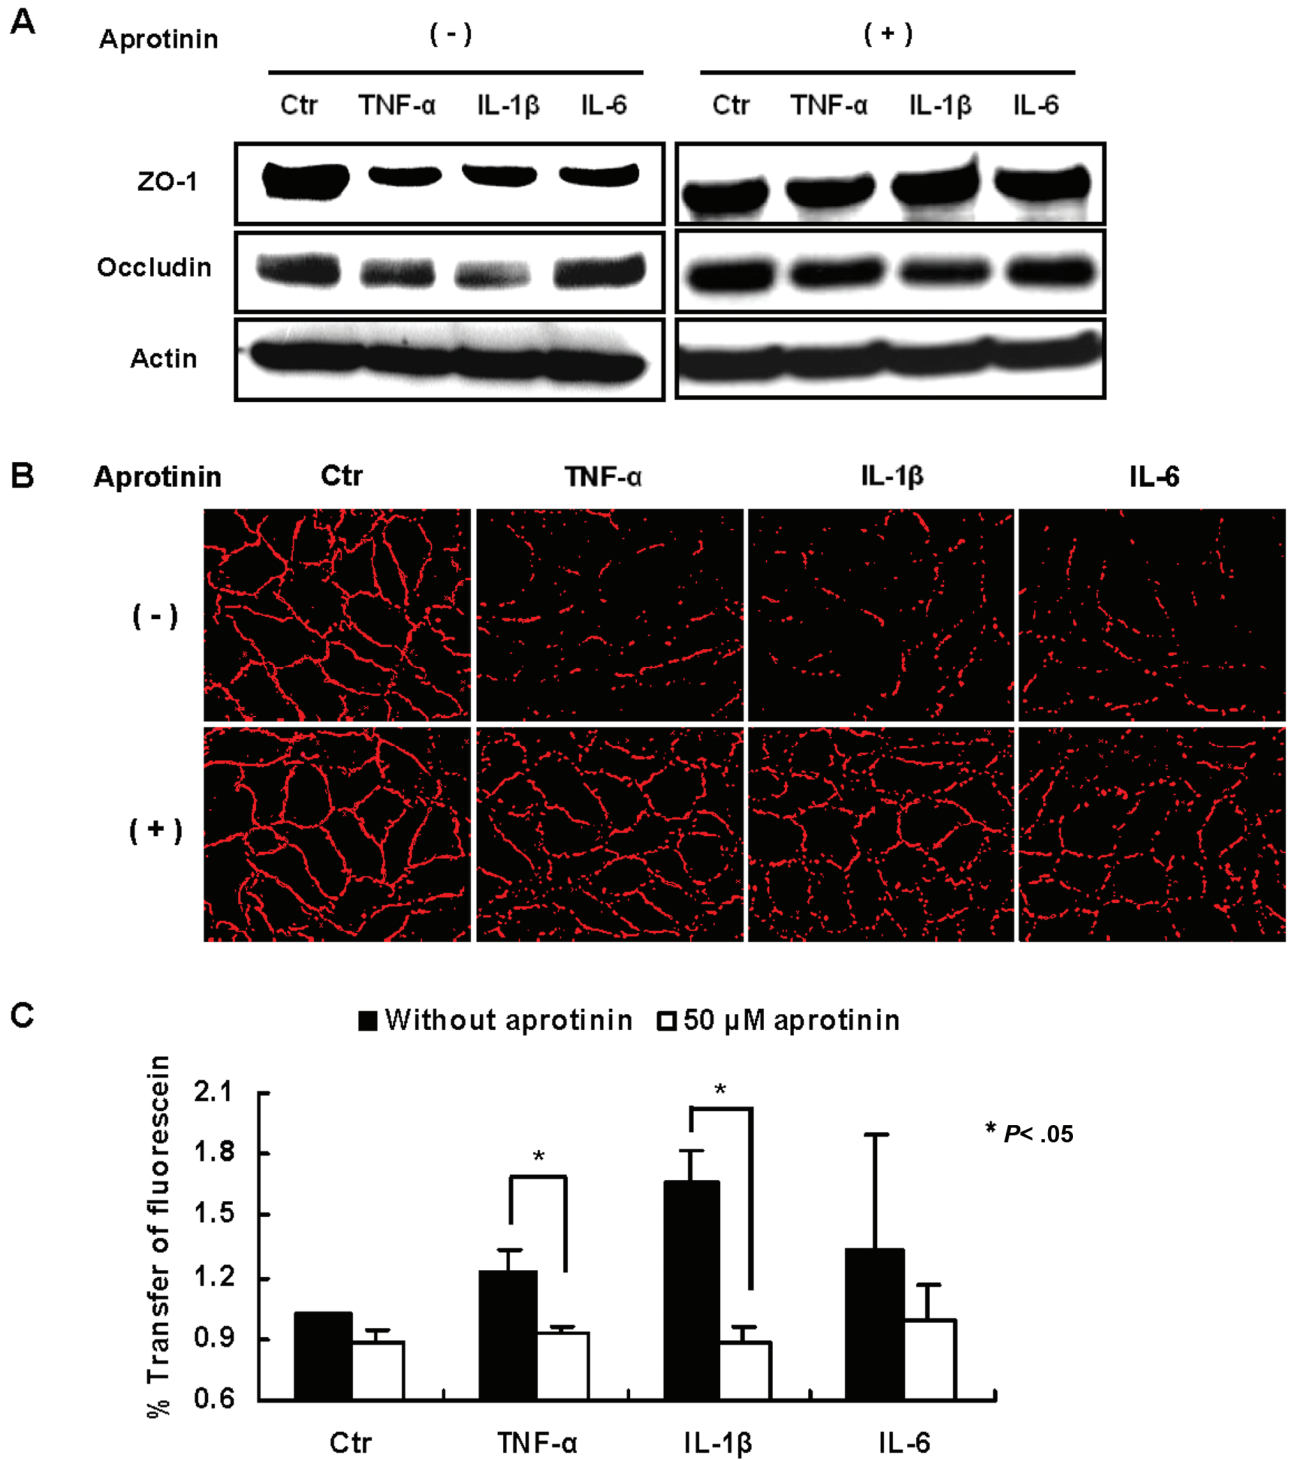 A
Aprotinin ( - ) ( + )
Ctr TNF-α IL-1β IL-6 Ctr TNF-α IL-1β IL-6
ZO-1
Occludin
Actin
B Aprotinin Ctr TNF-α IL-1β IL-6
( - )
( + )
C
Without aprotinin 50 μM aprotinin
% Transfer of fluorescein
2.1
1.8
1.5
1.2
0.9
0.6
*
*
* P< .05
Ctr TNF-α IL-1β IL-6